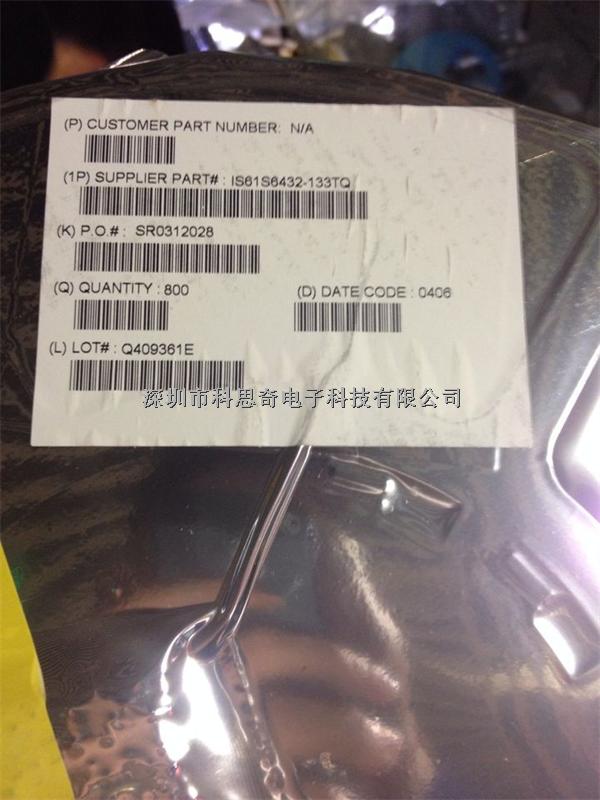 (P) CUSTOMER PART NUMBER: N/A
(1P) SUPPLIER PART# : IS61S6432-133TQ
(K) P.O.# : SR0312028
(Q) QUANTITY : 800
(D) DATE CODE : 0406
(L) LOT# : Q409361E
深圳市科思奇电子科技有限公司